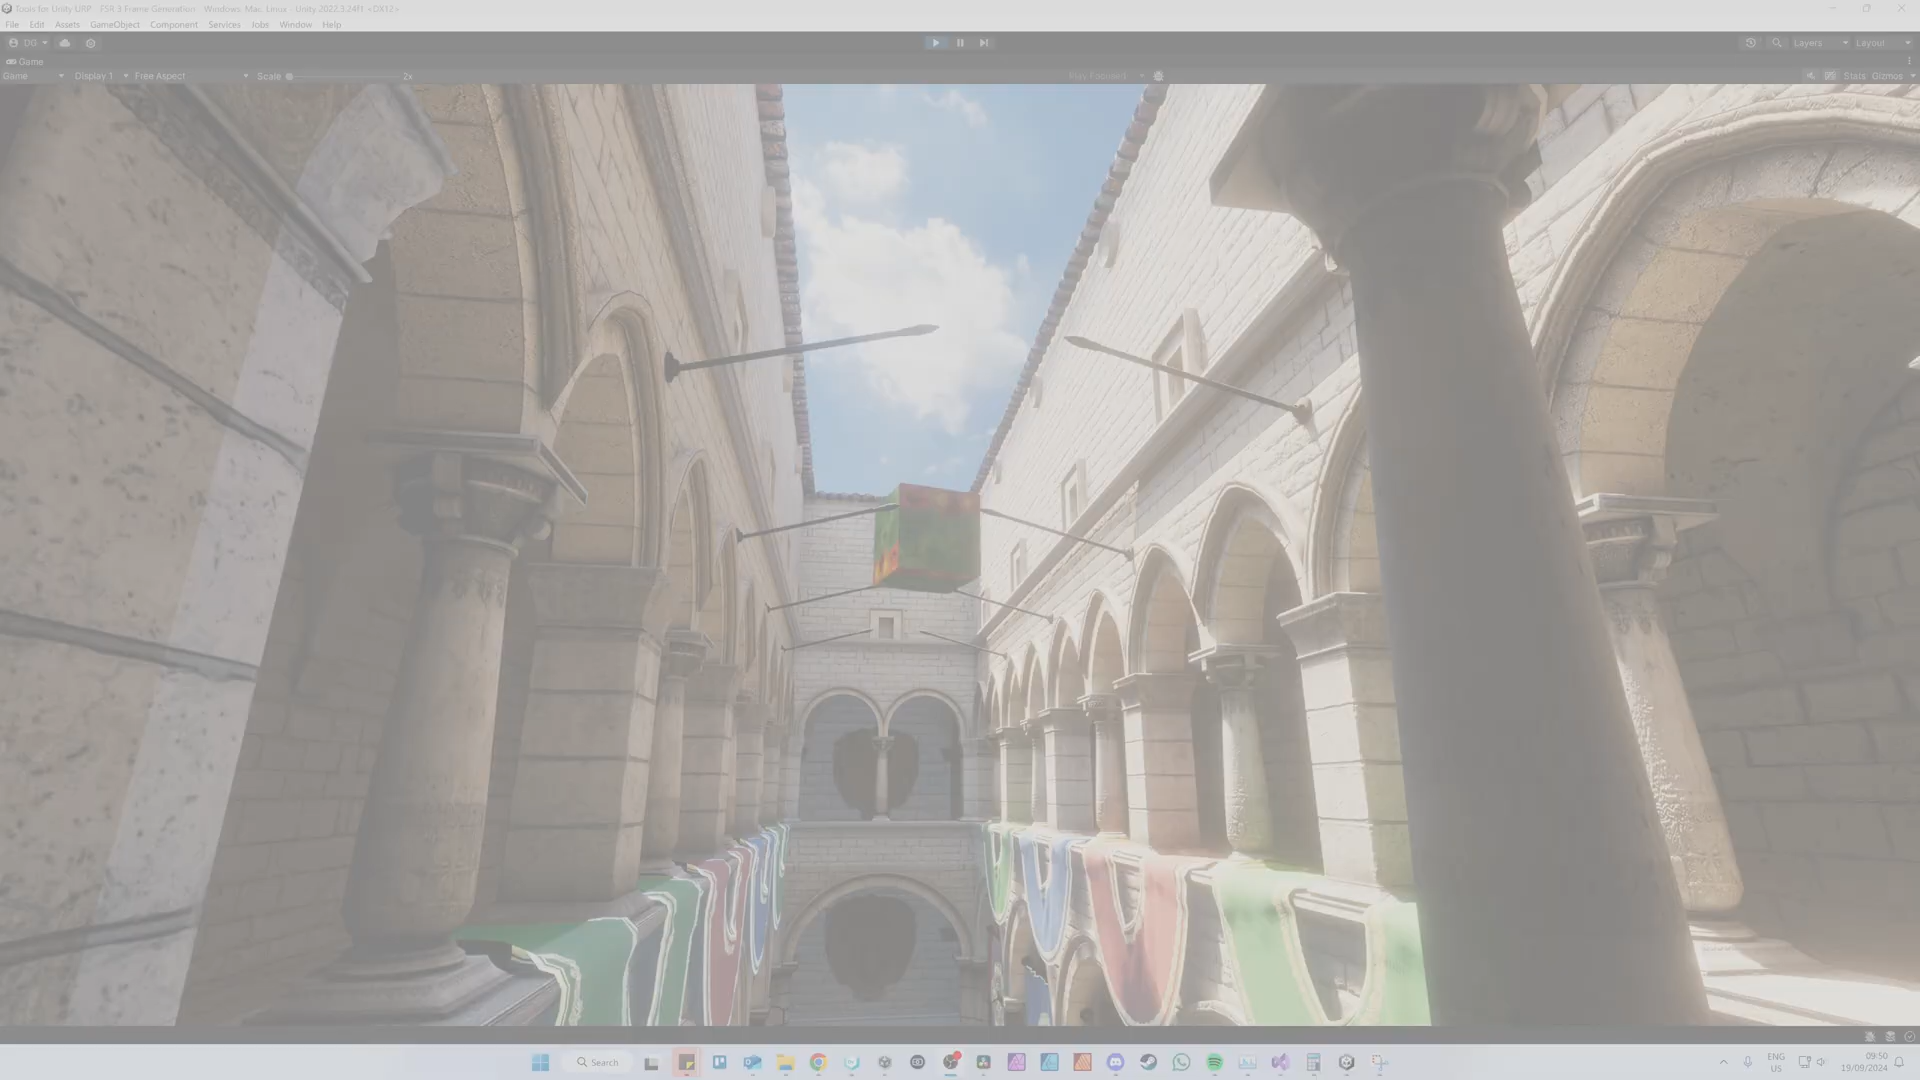 Tools for Unity URP - FSR 3 Frame Generation - Windows, Mac, Linux - Unity 2022.3.24f1 <DX12>
File Edit Assets GameObject Component Services Jobs Window Help
Layers Layout
Game
Game Display 1 Free Aspect Scale 2x Play Focused Stats Gizmos
Search
ENG
US
09:50
19/09/2024